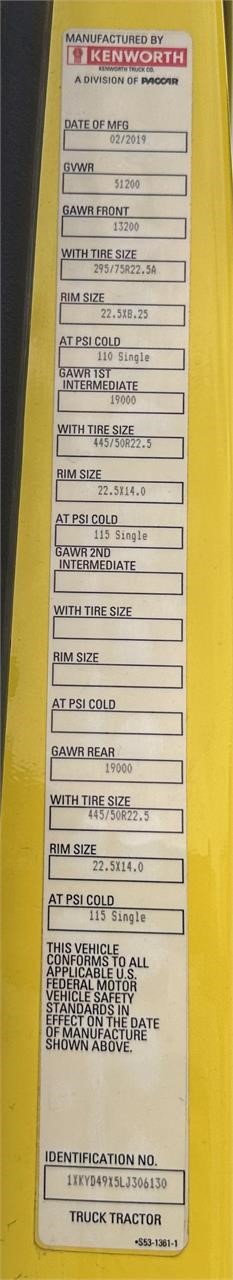 MANUFACTURED BY
KENWORTH
KENWORTH TRUCK CO.
A DIVISION OF PACCAR
DATE OF MFG
02/2019
GVWR
51200
GAWR FRONT
13200
WITH TIRE SIZE
295/75R22.5A
RIM SIZE
22.5X8.25
AT PSI COLD
110 Single
GAWR 1ST
INTERMEDIATE
19000
WITH TIRE SIZE
445/50R22.5
RIM SIZE
22.5X14.0
AT PSI COLD
115 Single
GAWR 2ND
INTERMEDIATE
WITH TIRE SIZE
RIM SIZE
AT PSI COLD
GAWR REAR
19000
WITH TIRE SIZE
445/50R22.5
RIM SIZE
22.5X14.0
AT PSI COLD
115 Single
THIS VEHICLE
CONFORMS TO ALL
APPLICABLE U.S.
FEDERAL MOTOR
VEHICLE SAFETY
STANDARDS IN
EFFECT ON THE DATE
OF MANUFACTURE
SHOWN ABOVE.
IDENTIFICATION NO.
1XKYD49X5LJ306130
TRUCK TRACTOR
•S53-1361-1